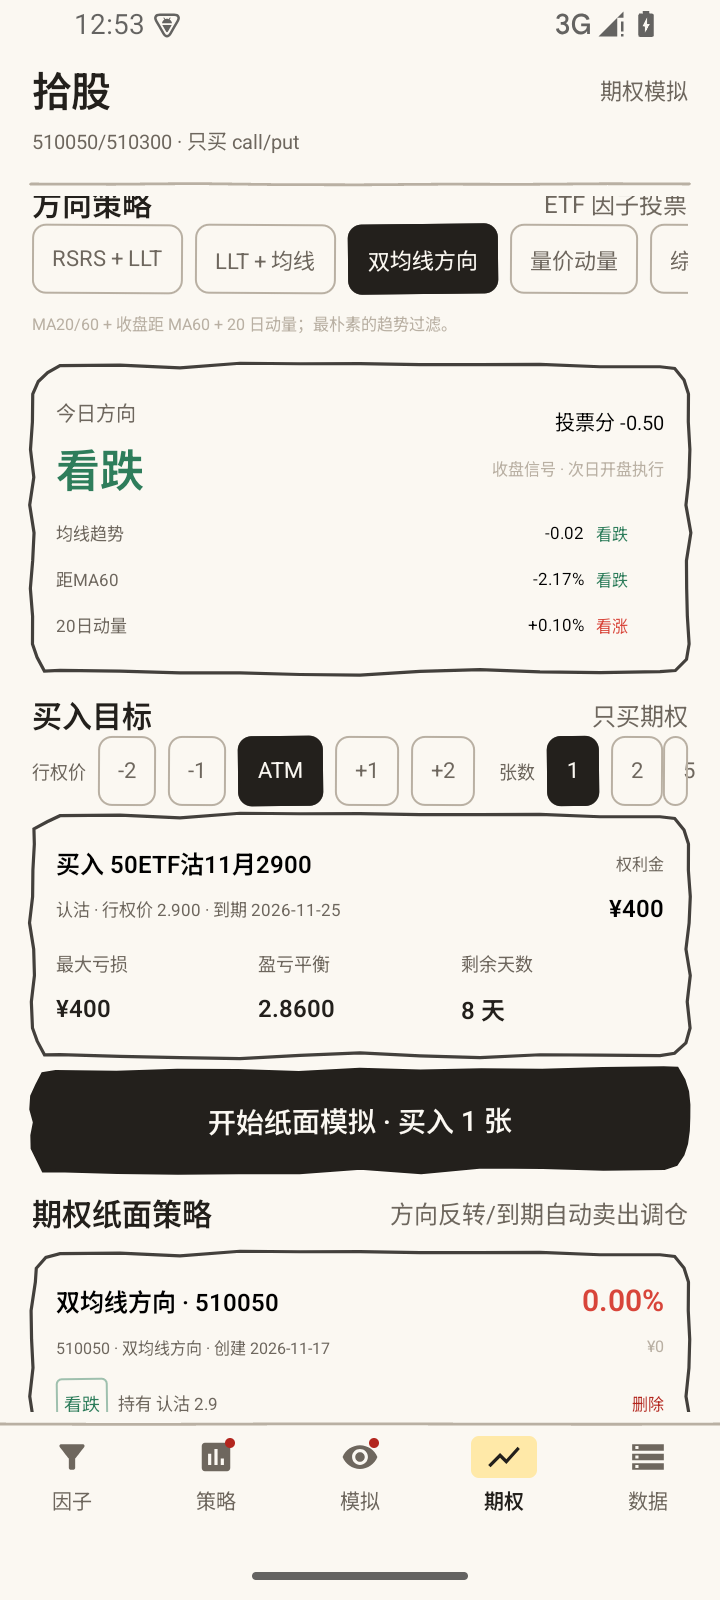 12:53
3G
拾股
期权模拟
510050/510300 · 只买 call/put
方向策略
ETF 因子投票
RSRS + LLT
LLT + 均线
双均线方向
量价动量
综
MA20/60 + 收盘距 MA60 + 20 日动量；最朴素的趋势过滤。
今日方向
投票分 -0.50
看跌
收盘信号 · 次日开盘执行
均线趋势 -0.02 看跌
距MA60 -2.17% 看跌
20日动量 +0.10% 看涨
买入目标
只买期权
行权价 -2 -1 ATM +1 +2 张数 1 2 5
买入 50ETF沽11月2900
权利金
认沽 · 行权价 2.900 · 到期 2026-11-25
¥400
最大亏损 盈亏平衡 剩余天数
¥400 2.8600 8 天
开始纸面模拟 · 买入 1 张
期权纸面策略
方向反转/到期自动卖出调仓
双均线方向 · 510050
0.00%
510050 · 双均线方向 · 创建 2026-11-17
¥0
看跌 持有 认沽 2.9
删除
因子 策略 模拟 期权 数据